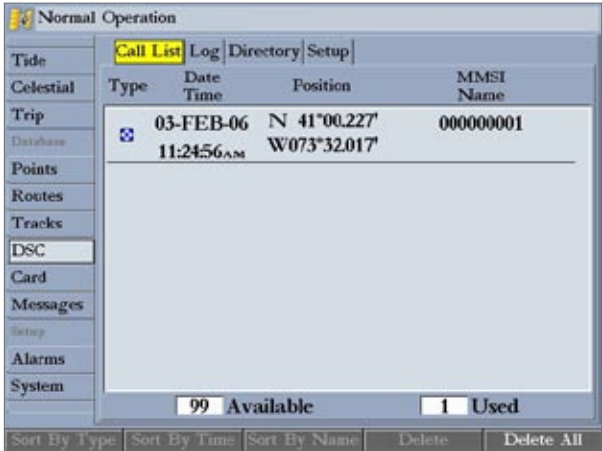 Normal Operation
Call List Log Directory Setup
Tide
Celestial
Trip
Database
Points
Routes
Tracks
DSC
Card
Messages
Setup
Alarms
System
Type Date Time Position MMSI Name
03-FEB-06 N 41°00.227' 000000001
11:24:56AM W073°32.017'
99 Available 1 Used
Sort By Type Sort By Time Sort By Name Delete Delete All